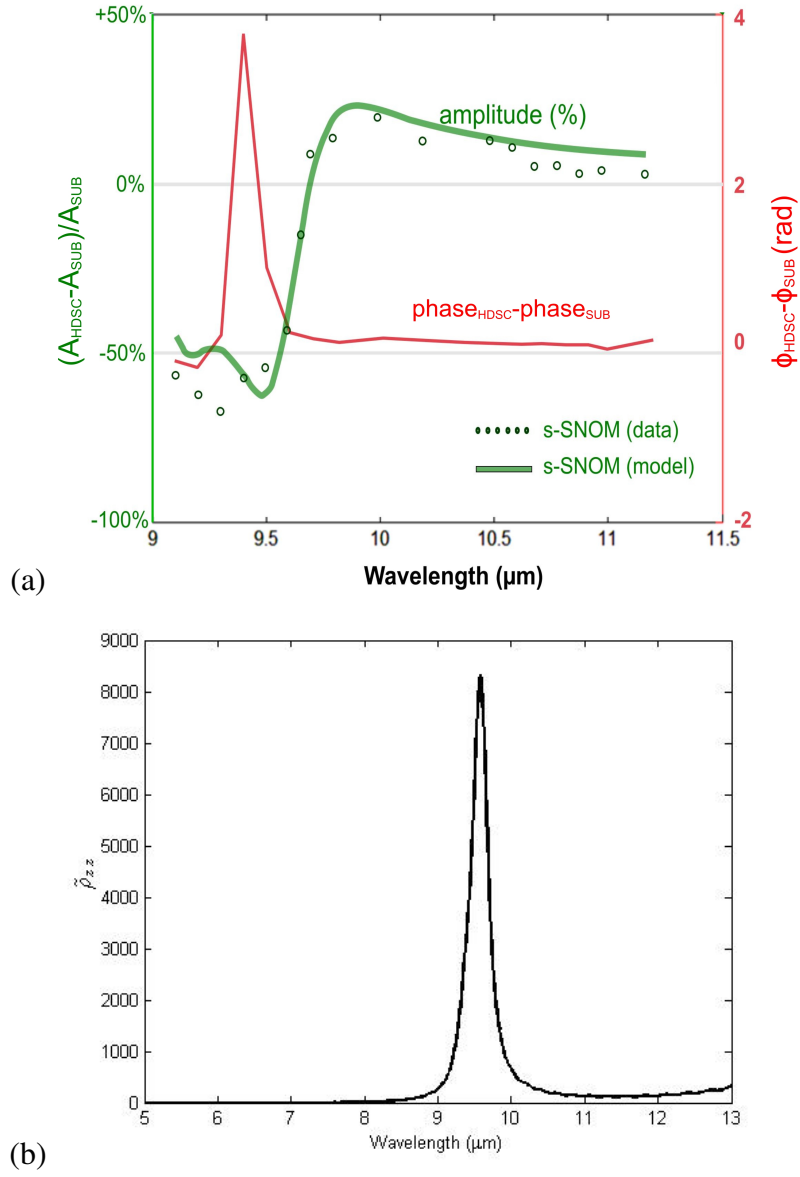 +50%
4
amplitude (%)
0%
2
(A_HDSC-A_SUB)/A_SUB
ϕ_HDSC-ϕ_SUB (rad)
phase_HDSC-phase_SUB
-50%
0
s-SNOM (data)
s-SNOM (model)
-100%
-2
9 9.5 10 10.5 11 11.5
Wavelength (µm)
(a)
9000
8000
7000
6000
5000
4000
3000
2000
1000
0
ρ̃_zz
5 6 7 8 9 10 11 12 13
Wavelength (µm)
(b)